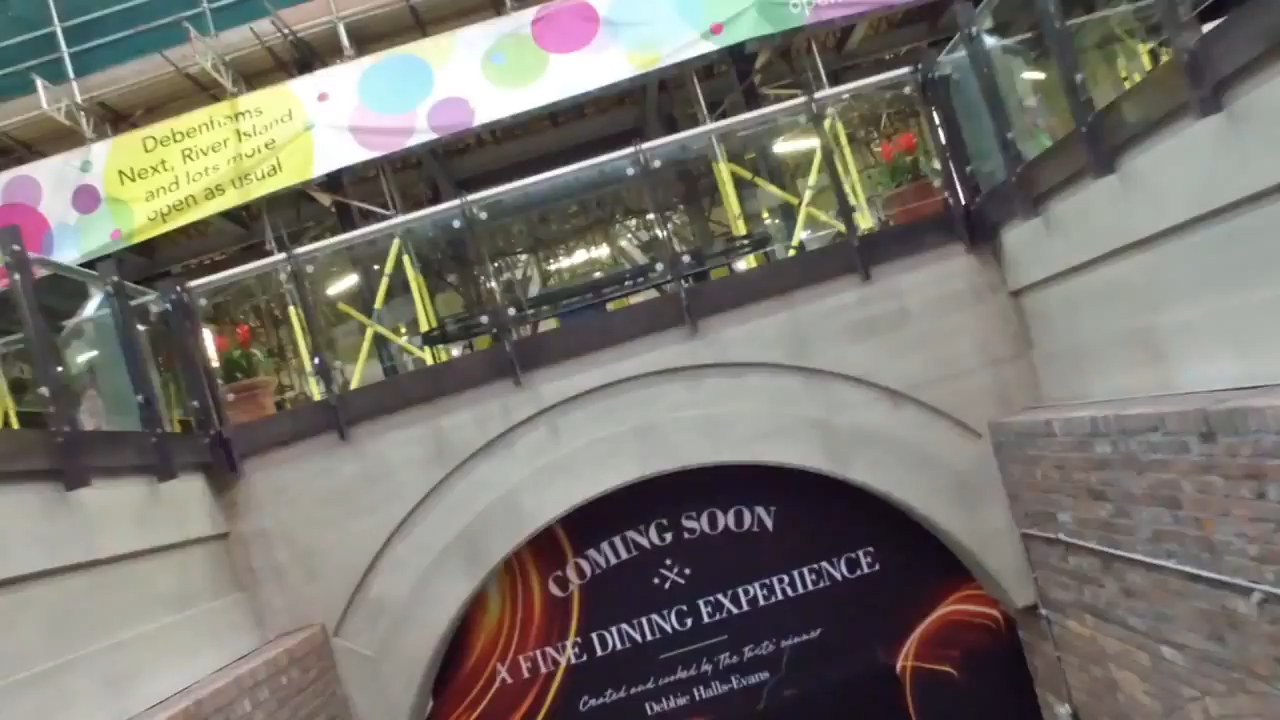 open
Debenhams
Next, River Island
and lots more
open as usual
COMING SOON
A FINE DINING EXPERIENCE
Created and cooked by 'The Taste' winner
Debbie Halls-Evans